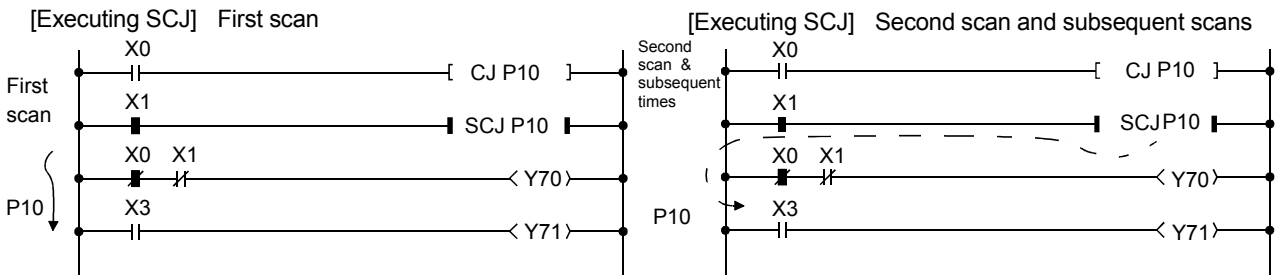 [Executing SCJ] First scan
X0
CJ P10
First
scan
X1
SCJ P10
X0 X1
Y70
P10
X3
Y71
[Executing SCJ] Second scan and subsequent scans
Second
scan &
subsequent
times
X0
CJ P10
X1
SCJP10
X0 X1
Y70
P10
X3
Y71